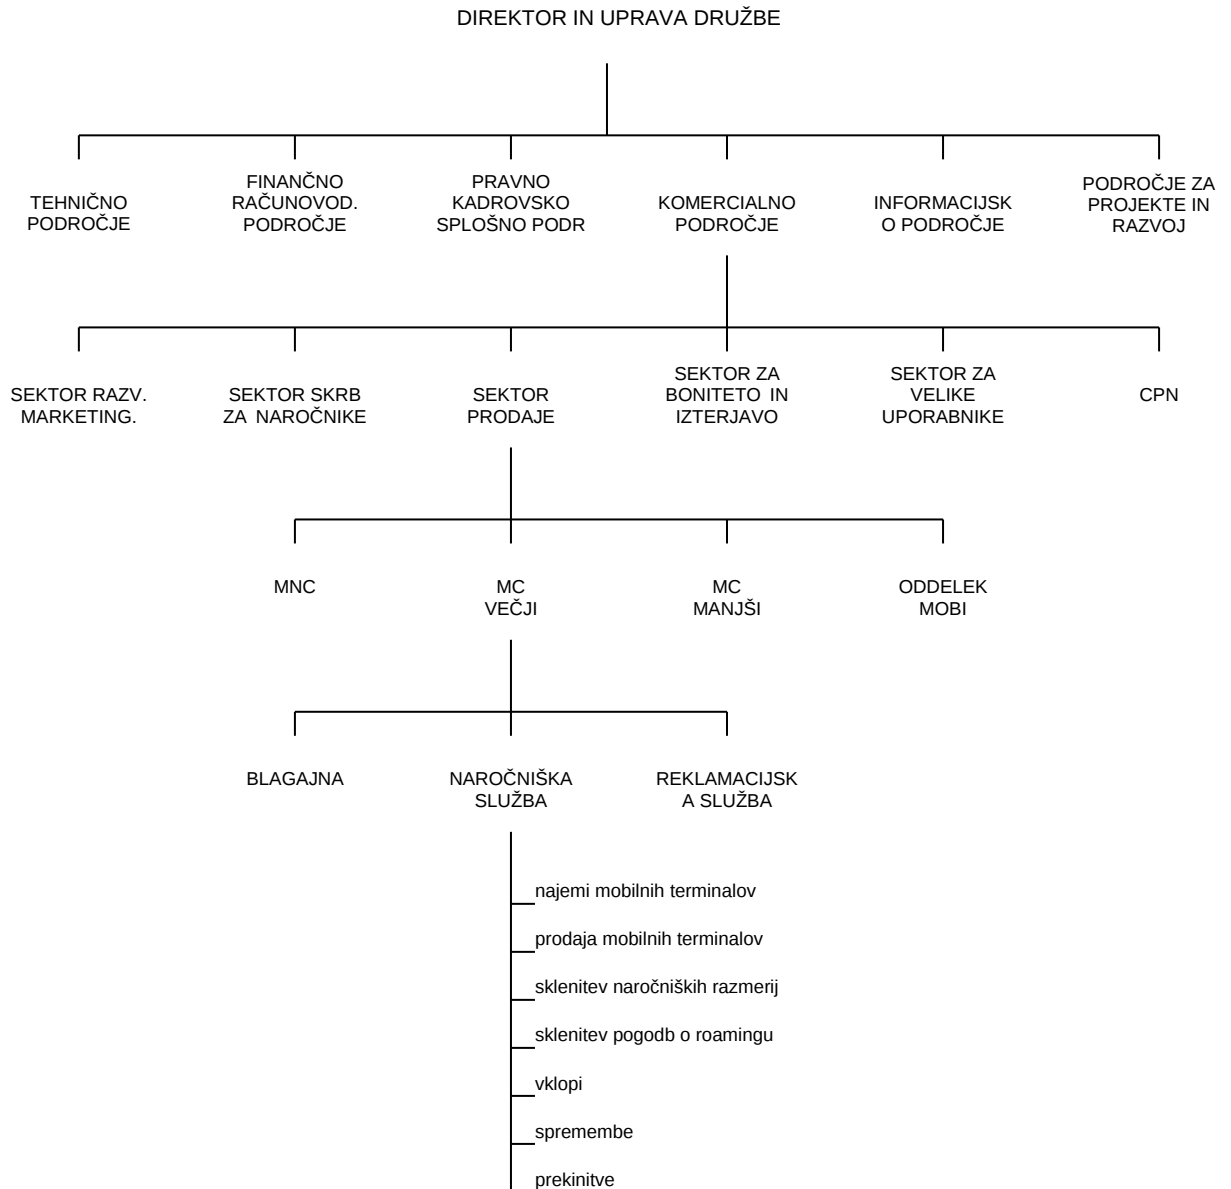 DIREKTOR IN UPRAVA DRUŽBE
TEHNIČNO
PODROČJE
FINANČNO
RAČUNOVOD.
PODROČJE
PRAVNO
KADROVSKO
SPLOŠNO PODR
KOMERCIALNO
PODROČJE
INFORMACIJSK
O PODROČJE
PODROČJE ZA
PROJEKTE IN
RAZVOJ
SEKTOR RAZV.
MARKETING.
SEKTOR SKRB
ZA NAROČNIKE
SEKTOR
PRODAJE
SEKTOR ZA
BONITETO IN
IZTERJAVO
SEKTOR ZA
VELIKE
UPORABNIKE
CPN
MNC
MC
VEČJI
MC
MANJŠI
ODDELEK
MOBI
BLAGAJNA
NAROČNIŠKA
SLUŽBA
REKLAMACIJSK
A SLUŽBA
najemi mobilnih terminalov
prodaja mobilnih terminalov
sklenitev naročniških razmerij
sklenitev pogodb o roamingu
vklopi
spremembe
prekinitve